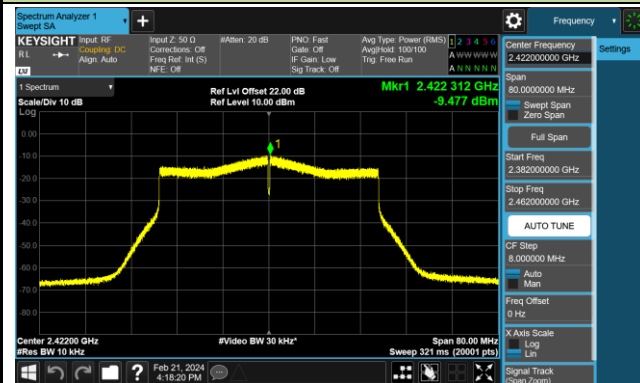 Spectrum Analyzer 1
Swept SA
Frequency
KEYSIGHT
Input: RF
Coupling: DC
Align: Auto
Input Z: 50 Ω
Corrections: Off
Freq Ref: Int (S)
NFE: Off
#Atten: 20 dB
PNO: Fast
Gate: Off
IF Gain: Low
Sig Track: Off
Avg Type: Power (RMS)
Avg|Hold: 100/100
Trig: Free Run
1 2 3 4 5 6
A W W W W W
A N N N N N
R L
LXI
1 Spectrum
Scale/Div 10 dB
Ref Lvl Offset 22.00 dB
Ref Level 10.00 dBm
Mkr1 2.422 312 GHz
-9.477 dBm
Log
0.00
-10.0
-20.0
-30.0
-40.0
-50.0
-60.0
-70.0
-80.0
1
Center 2.42200 GHz
#Res BW 10 kHz
#Video BW 30 kHz*
Span 80.00 MHz
Sweep 321 ms (20001 pts)
Center Frequency
2.422000000 GHz
Span
80.0000000 MHz
Swept Span
Zero Span
Full Span
Start Freq
2.382000000 GHz
Stop Freq
2.462000000 GHz
AUTO TUNE
CF Step
8.000000 MHz
Auto
Man
Freq Offset
0 Hz
X Axis Scale
Log
Lin
Signal Track
(Span Zoom)
Settings
Feb 21, 2024
4:18:20 PM